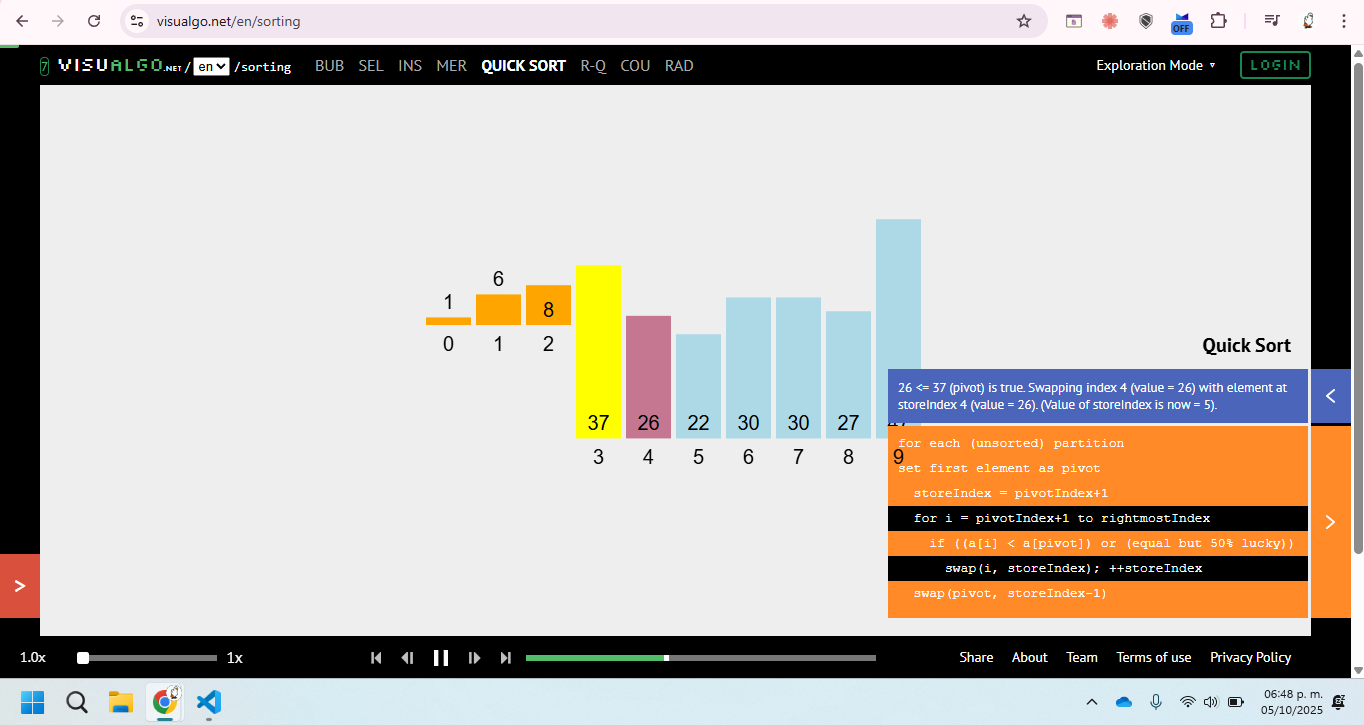 visualgo.net/en/sorting
OFF
7 VISUALGO.NET / en /sorting BUB SEL INS MER QUICK SORT R-Q COU RAD Exploration Mode ▾ LOGIN
1 6 8
0 1 2
37 26 22 30 30 27 47
3 4 5 6 7 8 9
Quick Sort
26 <= 37 (pivot) is true. Swapping index 4 (value = 26) with element at
storeIndex 4 (value = 26). (Value of storeIndex is now = 5).
for each (unsorted) partition
set first element as pivot
storeIndex = pivotIndex+1
for i = pivotIndex+1 to rightmostIndex
if ((a[i] < a[pivot]) or (equal but 50% lucky))
swap(i, storeIndex); ++storeIndex
swap(pivot, storeIndex-1)
1.0x 1x Share About Team Terms of use Privacy Policy
06:48 p. m.
05/10/2025